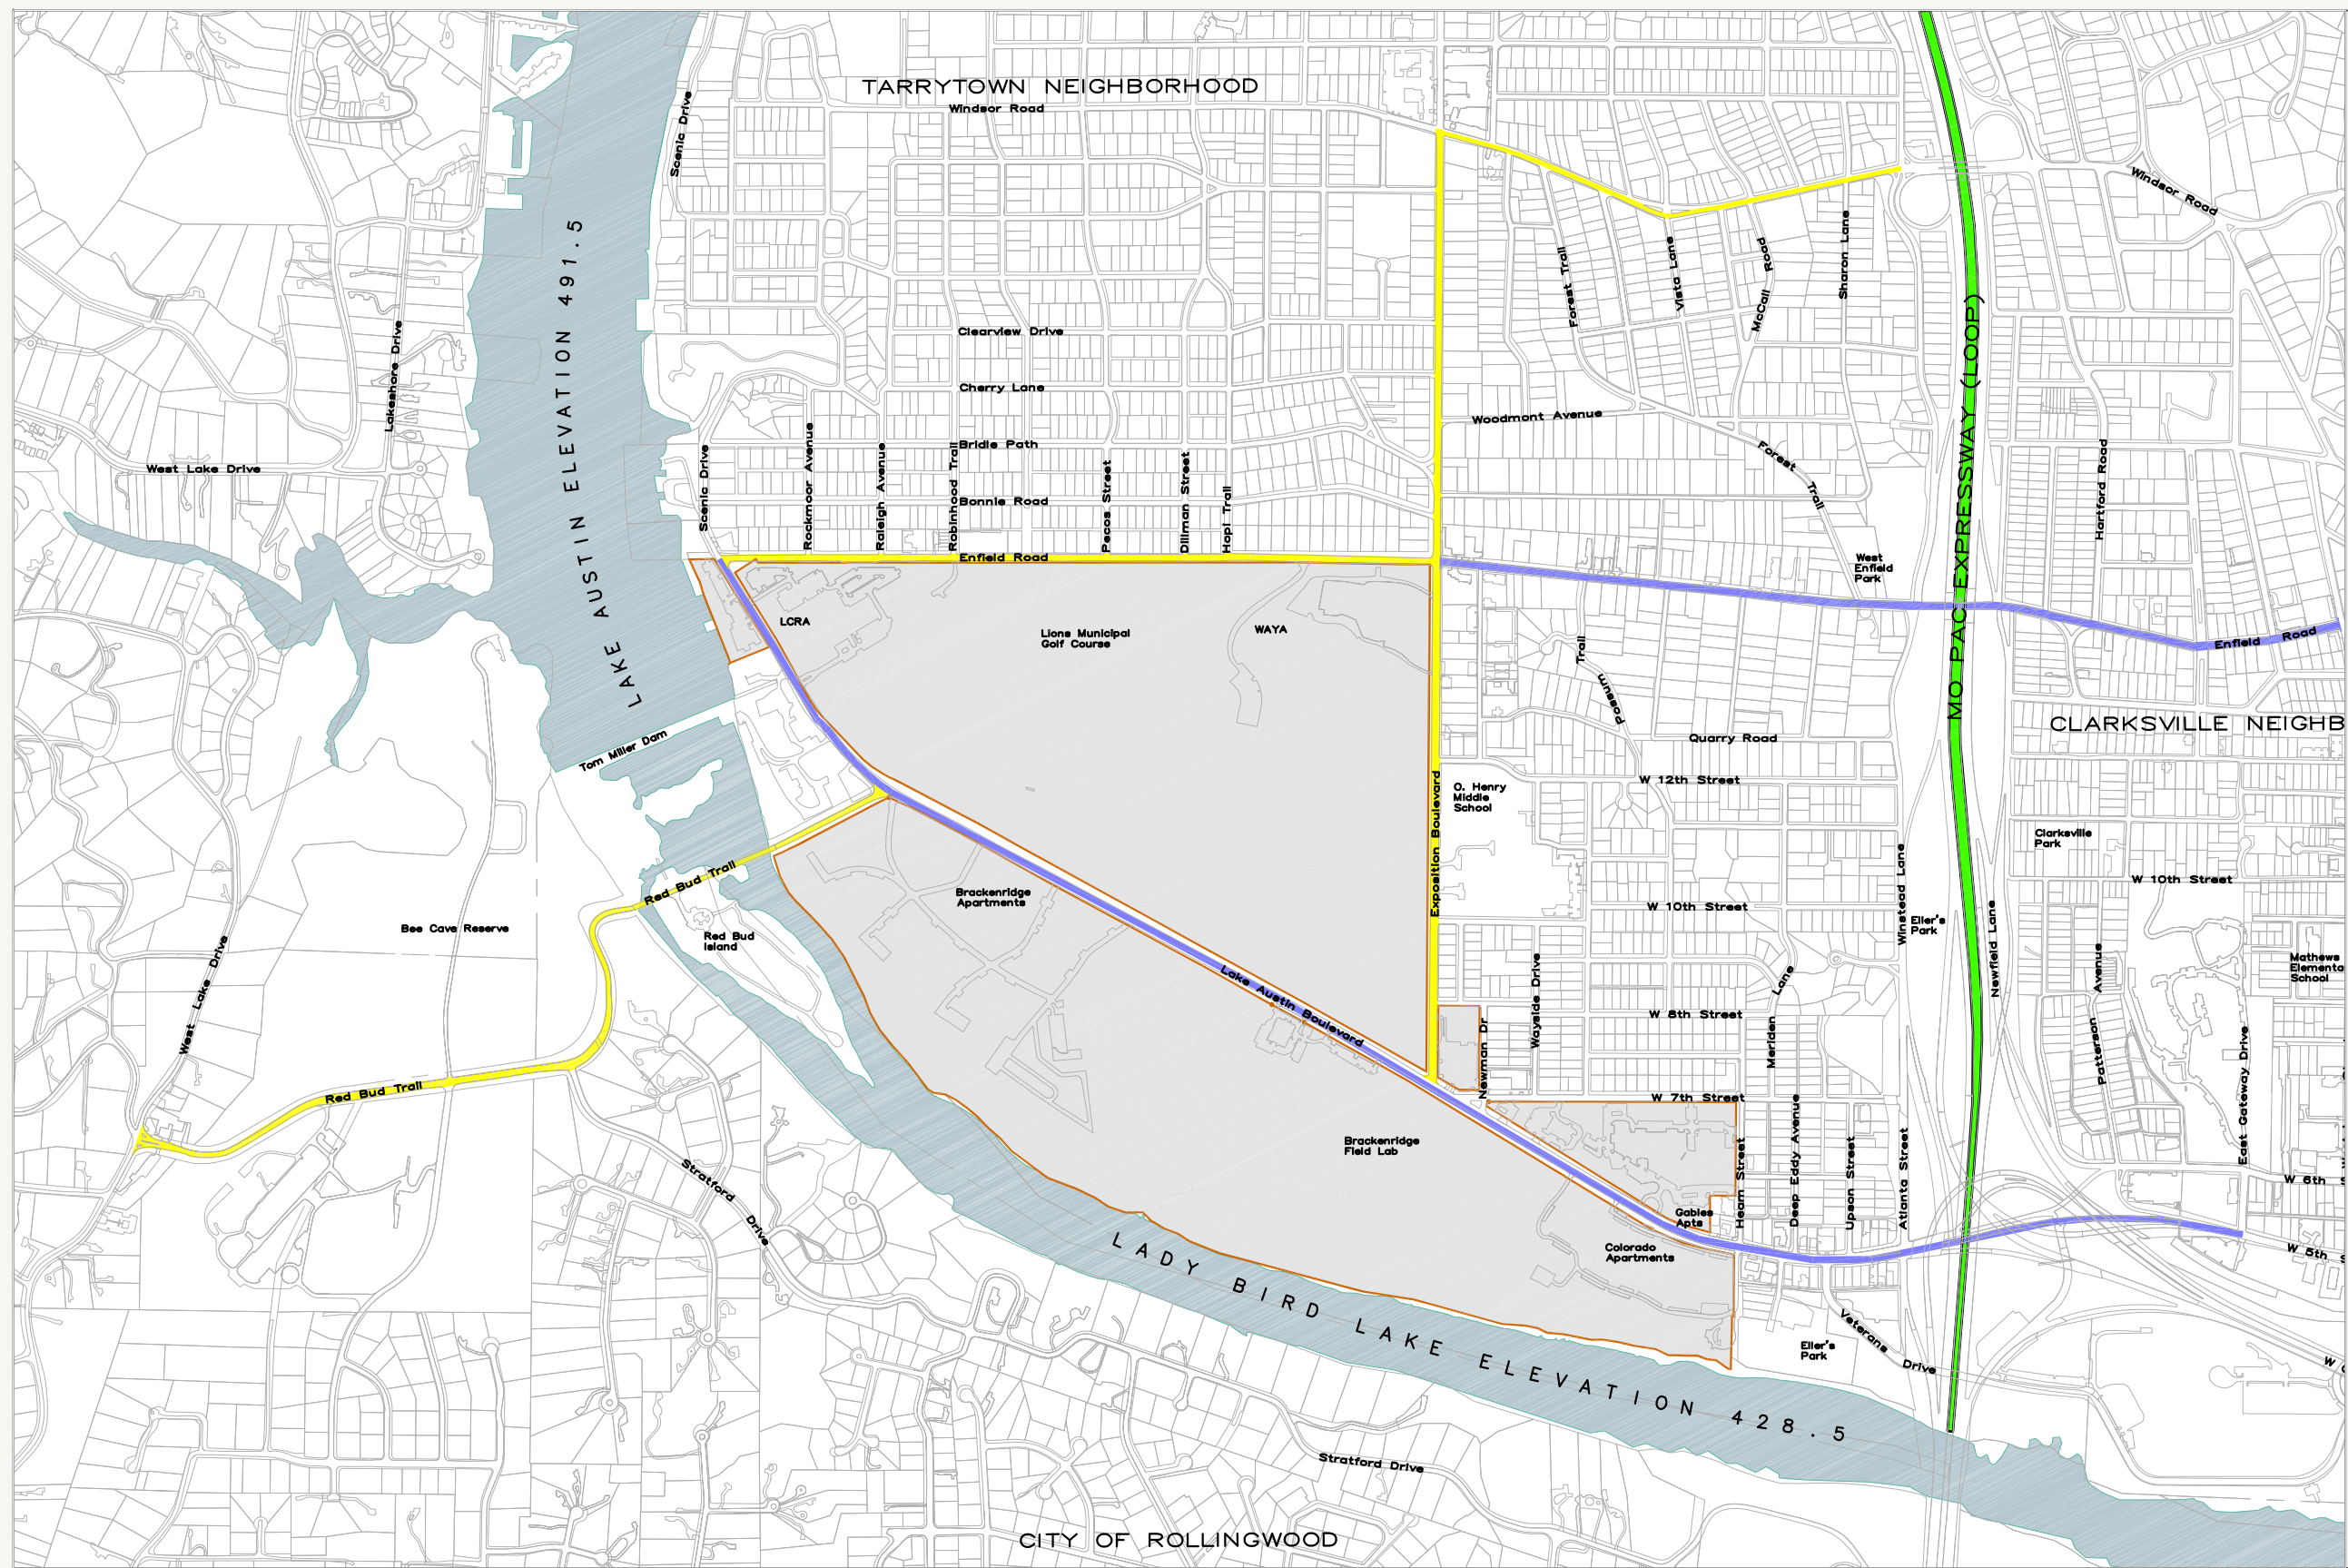 TARRYTOWN NEIGHBORHOOD
Windsor Road
Scenic Drive
Windsor Road
LAKE AUSTIN ELEVATION 491.5
Forest Trail
Vista Lane
McCall Road
Sharon Lane
MO PAC EXPRESSWAY (LOOP)
Lakeshore Drive
Clearview Drive
Cherry Lane
Woodmont Avenue
West Lake Drive
Scenic Drive
Rockmoor Avenue
Raleigh Avenue
Robinhood Trail
Bridle Path
Pecos Street
Dillman Street
Hopi Trail
Bonnie Road
Forest Trail
Hartford Road
Enfield Road
West
Enfield
Park
LCRA
Lions Municipal
Golf Course
WAYA
Possum Trail
Enfield Road
CLARKSVILLE NEIGHB
Tom Miller Dam
Quarry Road
W 12th Street
O. Henry
Middle
School
Exposition Boulevard
Clarksville
Park
Red Bud Trail
Brackenridge
Apartments
W 10th Street
W 10th Street
Winstead Lane
Eller's
Park
Newfield Lane
Bee Cave Reserve
Red Bud
Island
West Lake Drive
Lake Austin Boulevard
Wayside Drive
Meriden Lane
Patterson Avenue
Mathews
Elementa
School
W 8th Street
Newman Dr
East Gateway Drive
Red Bud Trail
W 7th Street
Brackenridge
Field Lab
Stratford Drive
Gables
Apts
Hearn Street
Deep Eddy Avenue
Upson Street
Atlanta Street
W 6th S
Colorado
Apartments
W 5th S
LADY BIRD LAKE ELEVATION 428.5
Eller's
Park
Veterans Drive
Stratford Drive
CITY OF ROLLINGWOOD